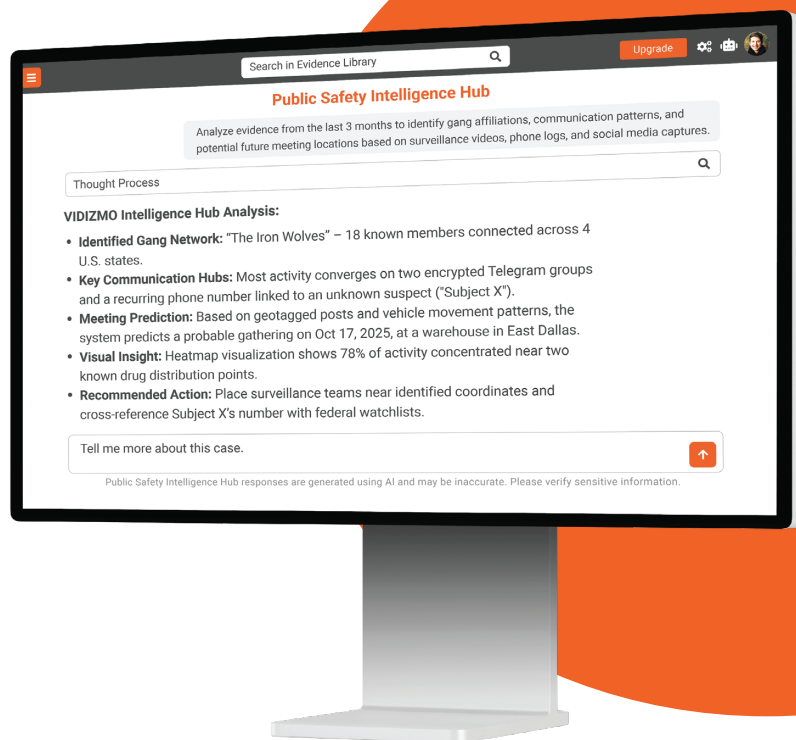 Search in Evidence Library
Upgrade
Public Safety Intelligence Hub
Analyze evidence from the last 3 months to identify gang affiliations, communication patterns, and
potential future meeting locations based on surveillance videos, phone logs, and social media captures.
Thought Process
VIDIZMO Intelligence Hub Analysis:
• Identified Gang Network: “The Iron Wolves” – 18 known members connected across 4
U.S. states.
• Key Communication Hubs: Most activity converges on two encrypted Telegram groups
and a recurring phone number linked to an unknown suspect ("Subject X").
• Meeting Prediction: Based on geotagged posts and vehicle movement patterns, the
system predicts a probable gathering on Oct 17, 2025, at a warehouse in East Dallas.
• Visual Insight: Heatmap visualization shows 78% of activity concentrated near two
known drug distribution points.
• Recommended Action: Place surveillance teams near identified coordinates and
cross-reference Subject X's number with federal watchlists.
Tell me more about this case.
Public Safety Intelligence Hub responses are generated using AI and may be inaccurate. Please verify sensitive information.